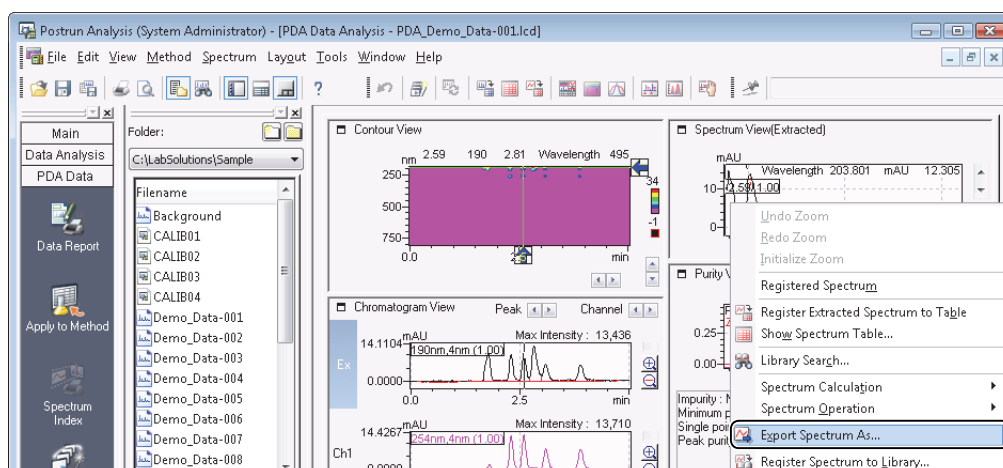 Postrun Analysis (System Administrator) - [PDA Data Analysis - PDA_Demo_Data-001.lcd]
File Edit View Method Spectrum Layout Tools Window Help
Main
Data Analysis
PDA Data
Data Report
Apply to Method
Spectrum
Index
Folder:
C:\LabSolutions\Sample
Filename
Background
CALIB01
CALIB02
CALIB03
CALIB04
Demo_Data-001
Demo_Data-002
Demo_Data-003
Demo_Data-004
Demo_Data-005
Demo_Data-006
Demo_Data-007
Demo_Data-008
Contour View
nm 2.59 190 2.81 Wavelength 495
250
500
750
0.0 min
34
-1
Chromatogram View Peak Channel
Ex
mAU Max Intensity : 13,436
14.1104
190nm,4nm (1.00)
0.0000
0.0 2.5 min
Ch1
mAU Max Intensity : 13,710
14.4267
254nm,4nm (1.00)
0.0000
Spectrum View(Extracted)
mAU
Wavelength 203.801 mAU 12.305
10
2.59/1.00
0
Purity V
0.25
0.00
Impurity : N
Minimum p
Single poi
Peak purit
Undo Zoom
Redo Zoom
Initialize Zoom
Registered Spectrum
Register Extracted Spectrum to Table
Show Spectrum Table...
Library Search...
Spectrum Calculation
Spectrum Operation
Export Spectrum As...
Register Spectrum to Library...